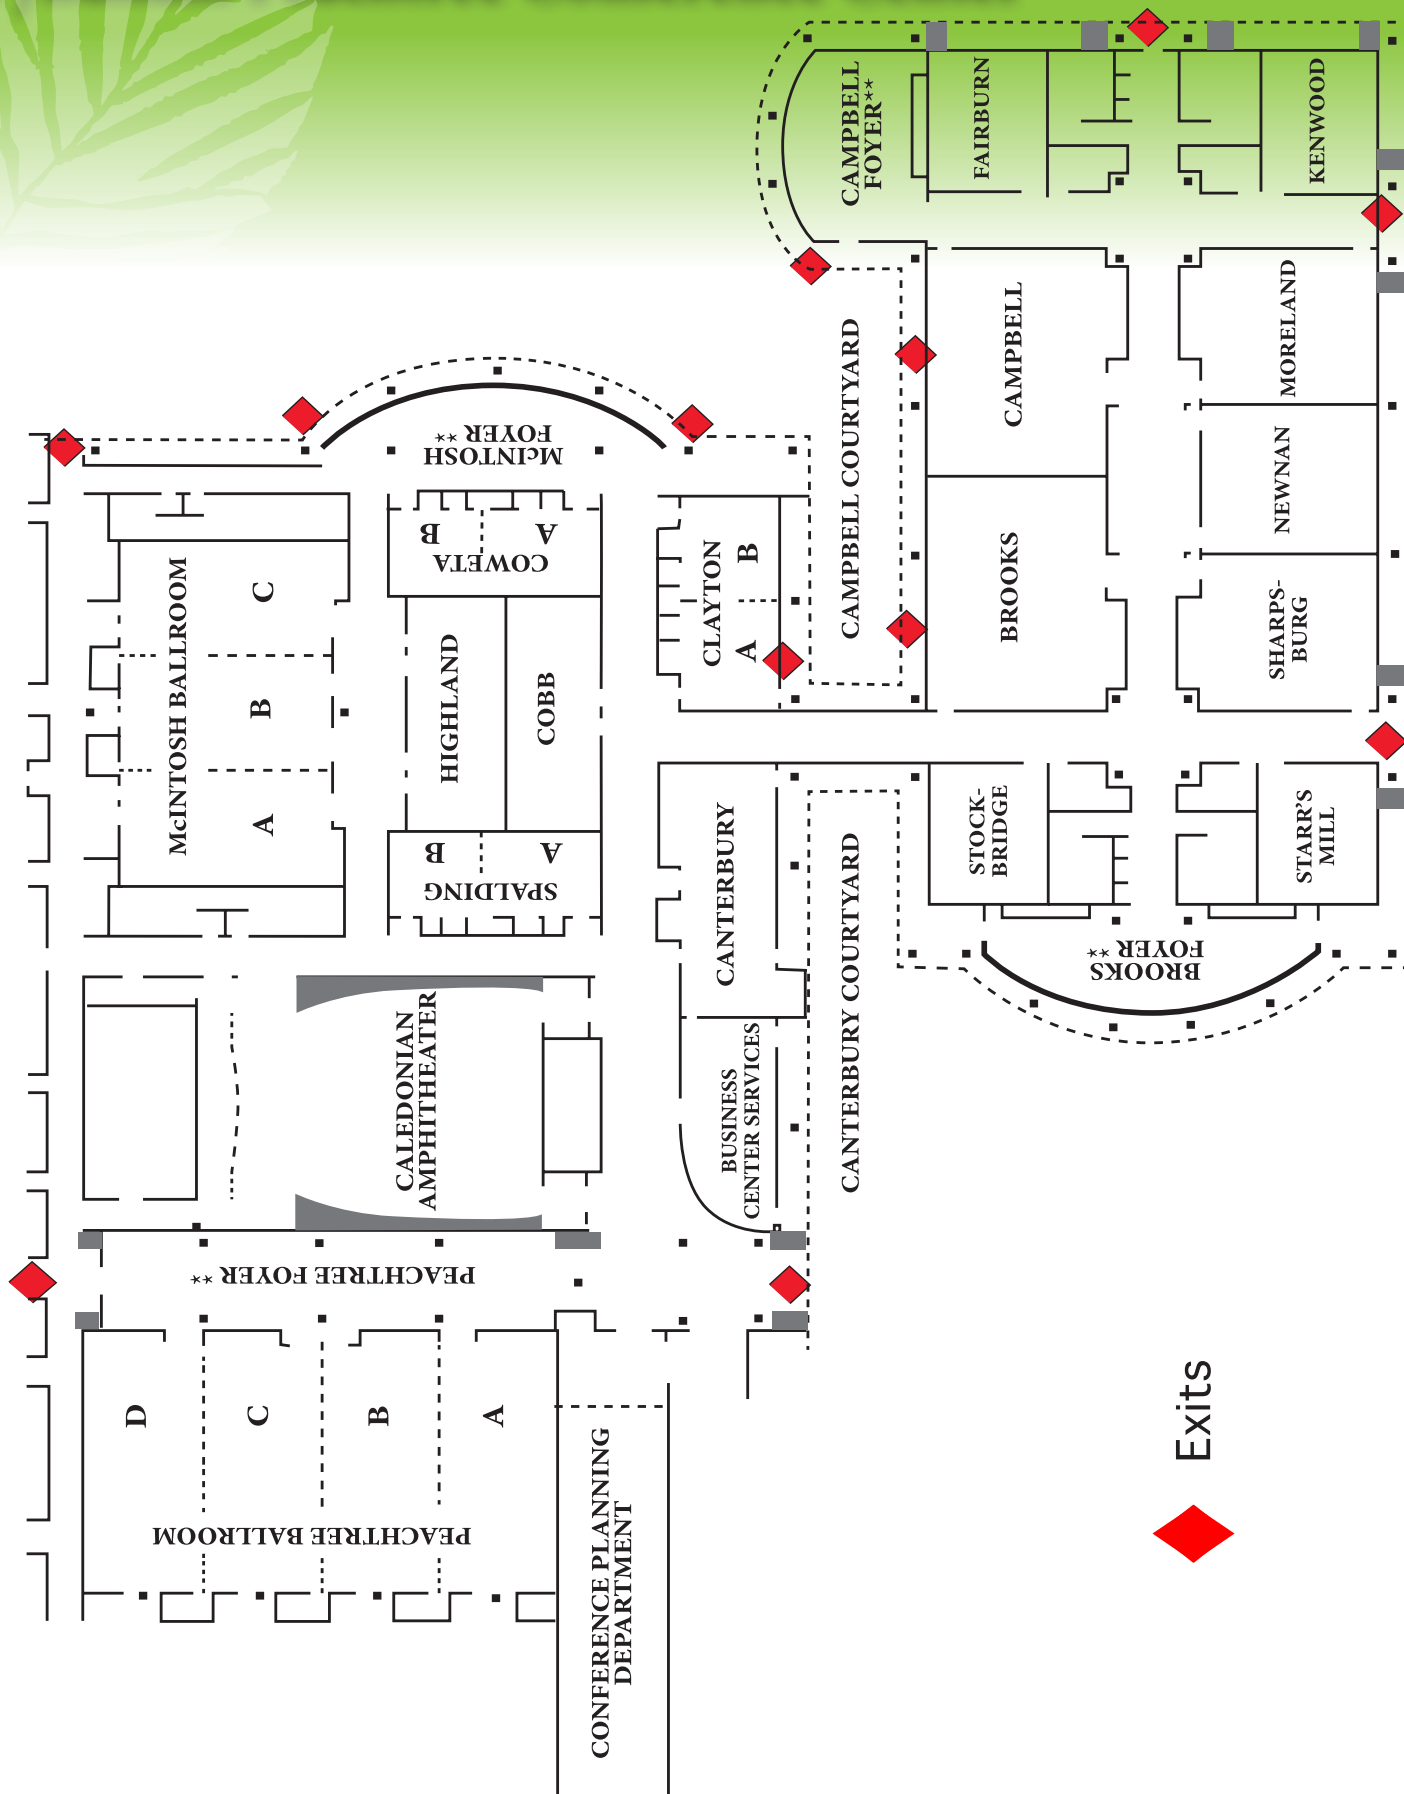 CAMPBELL
FOYER**
FAIRBURN
KENWOOD
CAMPBELL COURTYARD
CAMPBELL
MORELAND
McINTOSH
FOYER **
COWETA
B
A
CLAYTON
A
B
BROOKS
NEWNAN
SHARPS-
BURG
McINTOSH BALLROOM
A
B
C
HIGHLAND
COBB
SPALDING
B
A
CANTERBURY
STOCK-
BRIDGE
STARR'S
MILL
CANTERBURY COURTYARD
BROOKS
FOYER **
CALEDONIAN
AMPHITHEATER
BUSINESS
CENTER SERVICES
PEACHTREE FOYER **
D
C
B
A
PEACHTREE BALLROOM
CONFERENCE PLANNING
DEPARTMENT
Exits